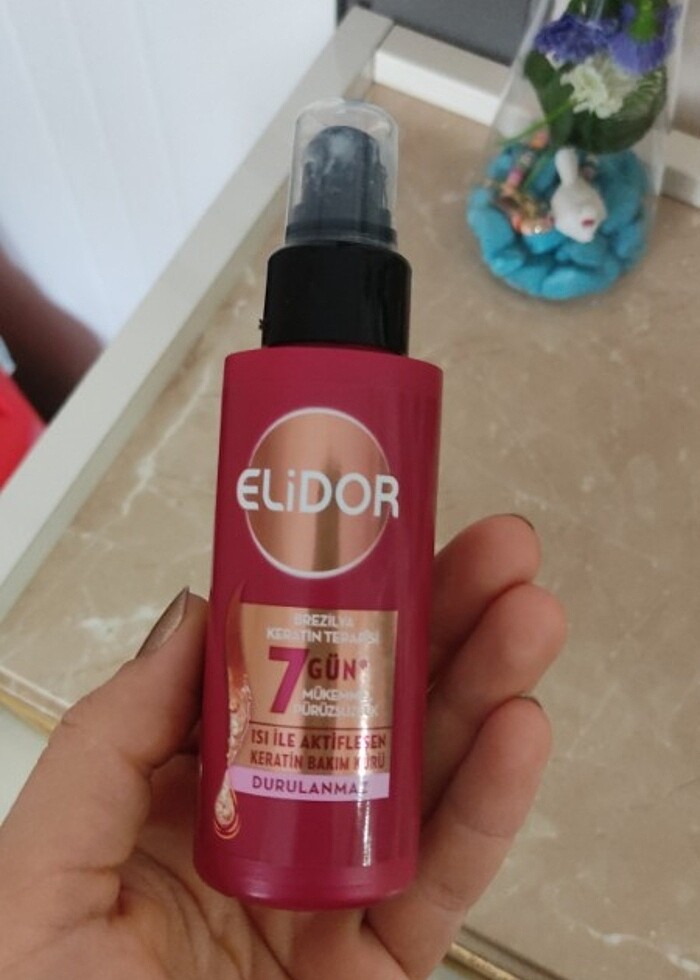 ELiDOR
BREZİLYA
KERATİN TERAPİSİ
7 GÜN*
MÜKEMMEL
PÜRÜZSÜZLÜK
ISI İLE AKTİFLEŞEN
KERATİN BAKIM KÜRÜ
DURULANMAZ